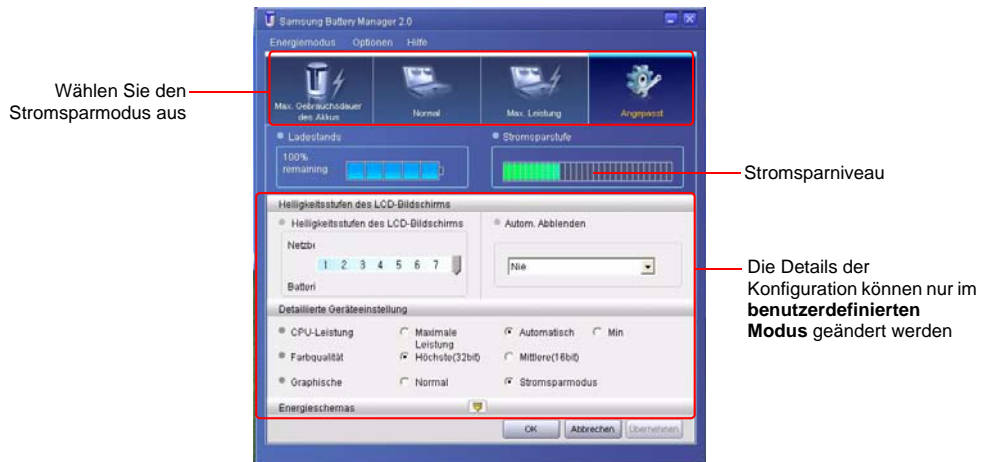 Samsung Battery Manager 2.0
Energiemodus Optionen Hilfe
Wählen Sie den
Stromsparmodus aus
Max. Gebrauchsdauer
des Akkus
Normal
Max. Leistung
Angepasst
Ladestands
Stromsparstufe
100%
remaining
Stromsparniveau
Helligkeitsstufen des LCD-Bildschirms
Helligkeitsstufen des LCD-Bildschirms
Autom. Abblenden
Netzbe
1 2 3 4 5 6 7
Nie
Batteri
Die Details der
Konfiguration können nur im
benutzerdefinierten
Modus geändert werden
Detaillierte Geräteeinstellung
CPU-Leistung
Maximale
Leistung
Automatisch
Min
Farbqualität
Höchste(32bit)
Mittlere(16bit)
Graphische
Normal
Stromsparmodus
Energieschemas
OK
Abbrechen
Übernehmen